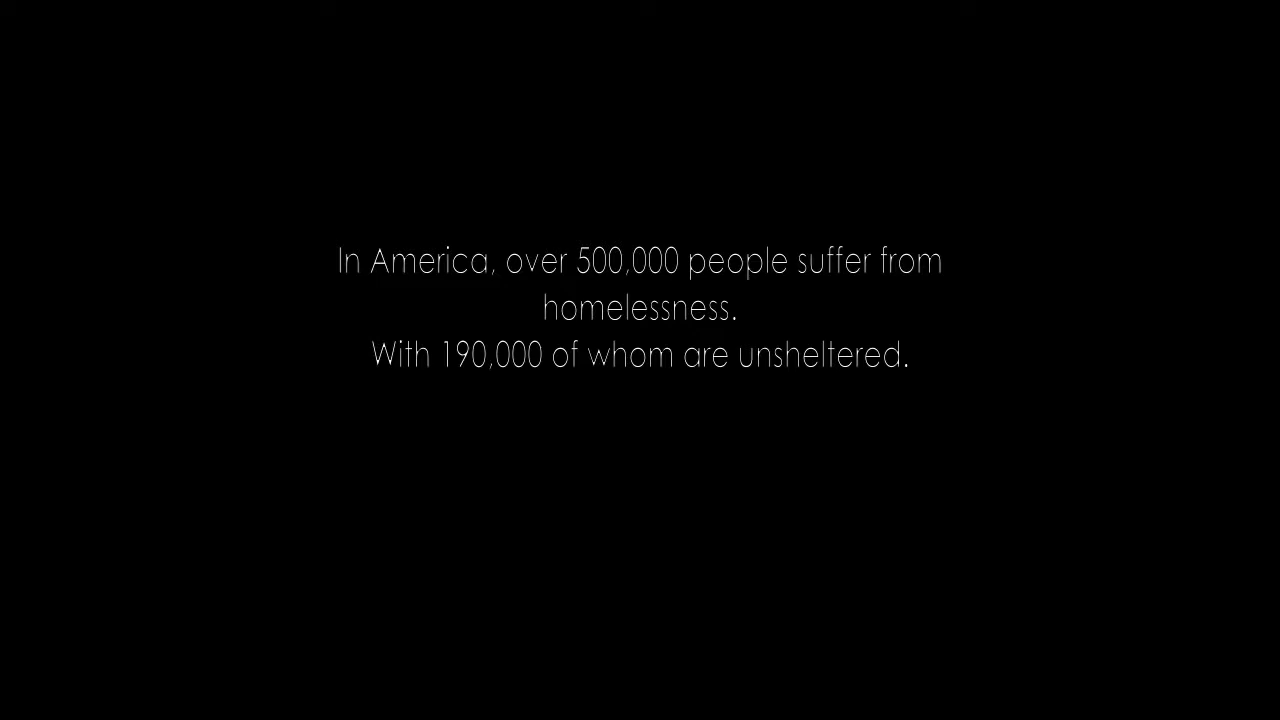 In America, over 500,000 people suffer from
homelessness.
With 190,000 of whom are unsheltered.